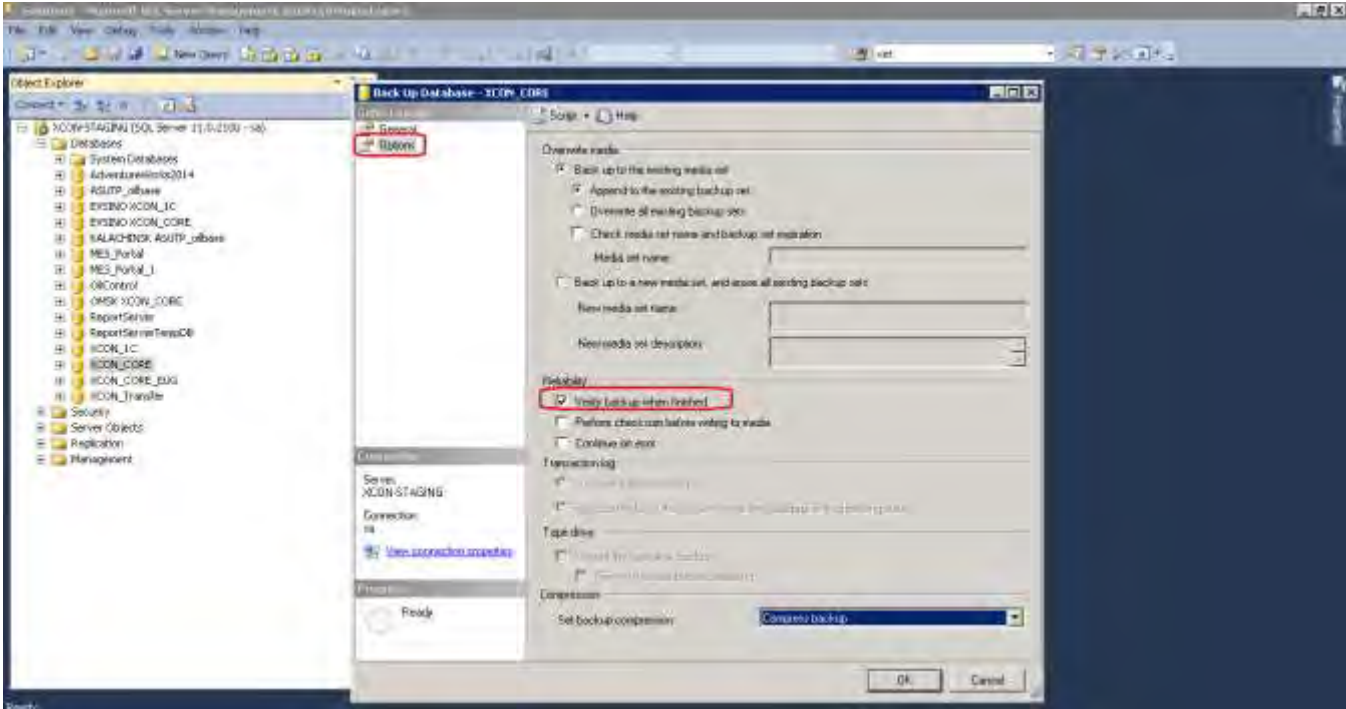 File Edit View Debug Tools Window Help
New Query
Object Explorer
Connect
XCON-STAGING (SQL Server 11.0.2100 - sa)
Databases
System Databases
AdventureWorks2014
ASUTP_oilbase
EVSINO XCON_1C
EVSINO XCON_CORE
KALACHINSK ASUTP_oilbase
MES_Portal
MES_Portal_1
OilControl
OMSK XCON_CORE
ReportServer
ReportServerTempDB
XCON_1C
XCON_CORE
XCON_CORE_EUG
XCON_Transfer
Security
Server Objects
Replication
Management
Back Up Database - XCON_CORE
General
Options
Script Help
Overwrite media
Back up to the existing media set
Append to the existing backup set
Overwrite all existing backup sets
Check media set name and backup set expiration
Media set name:
Back up to a new media set, and erase all existing backup sets
New media set name:
New media set description:
Reliability
Verify backup when finished
Perform checksum before writing to media
Continue on error
Transaction log
Tape drive
Compression
Set backup compression:
Compress backup
Connection
Server:
XCON-STAGING
Connection:
sa
View connection properties
Progress
Ready
OK
Cancel
Ready